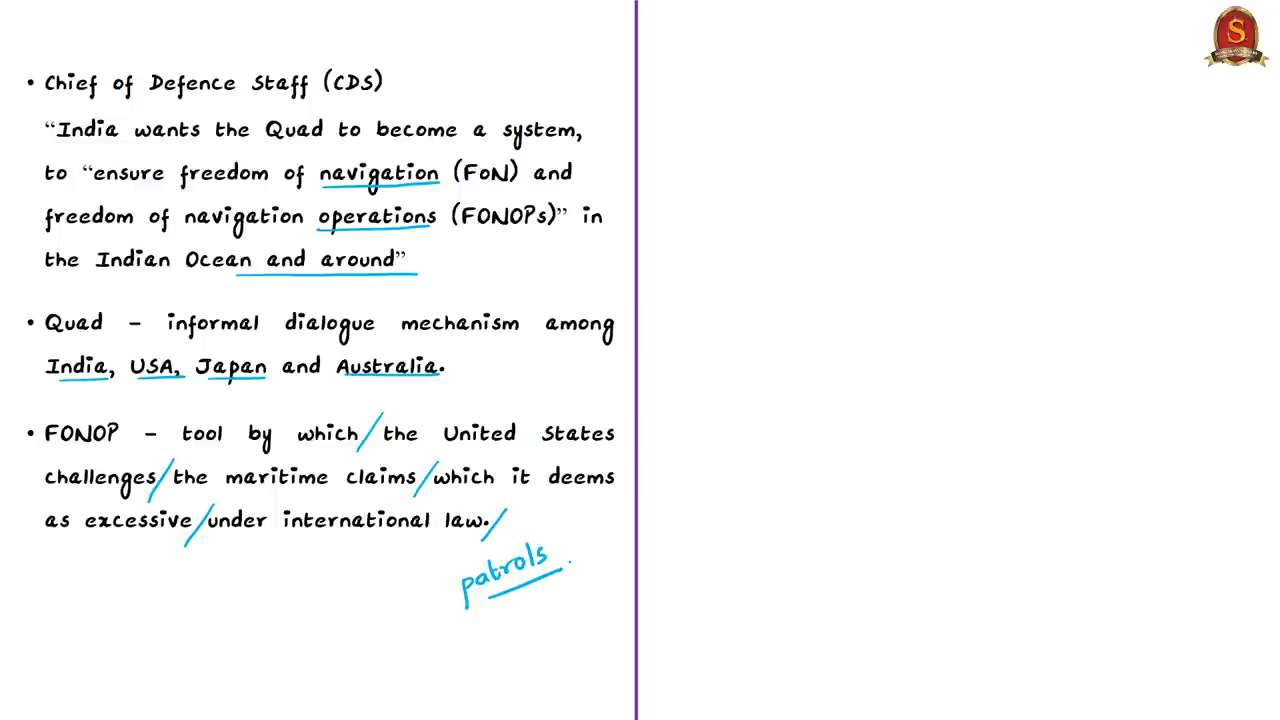 • Chief of Defence Staff (CDS)
“India wants the Quad to become a system,
to “ensure freedom of navigation (FoN) and
freedom of navigation operations (FONOPs)” in
the Indian Ocean and around”
• Quad – informal dialogue mechanism among
India, USA, Japan and Australia.
• FONOP – tool by which the United States
challenges the maritime claims which it deems
as excessive under international law.
patrols
S